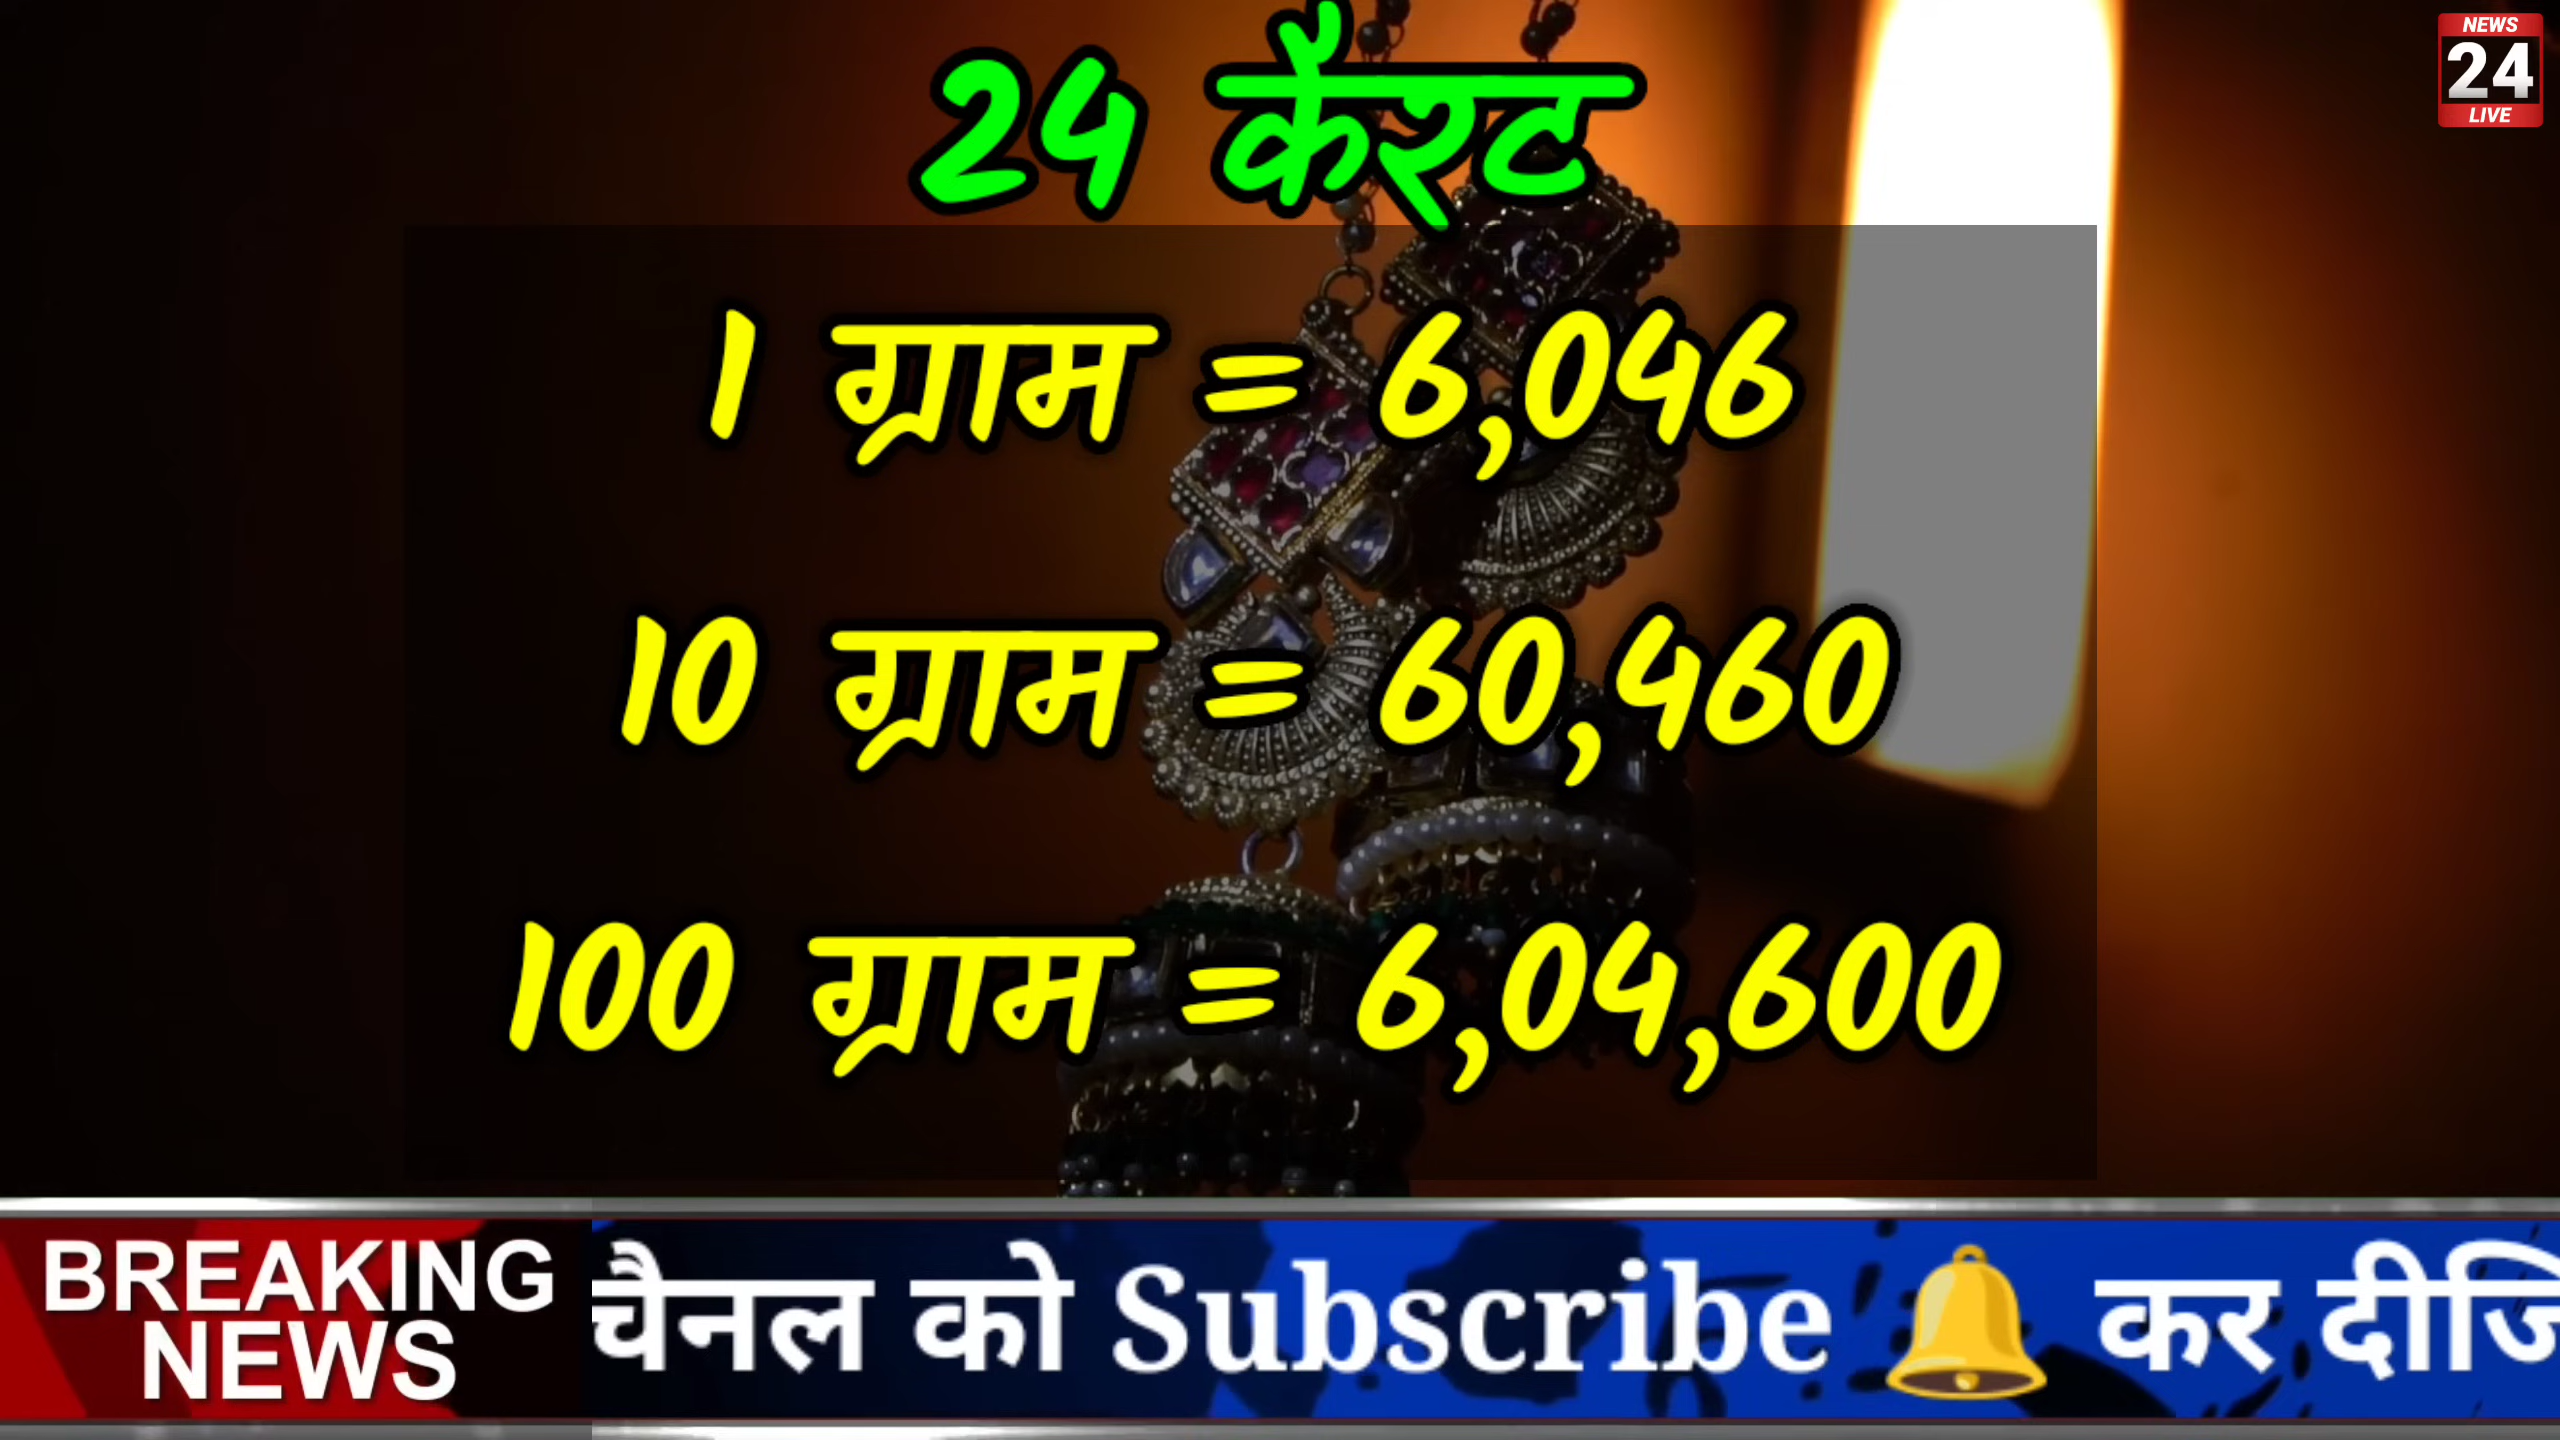 NEWS
24
LIVE
24 कैरेट
1 ग्राम = 6,046
10 ग्राम = 60,460
100 ग्राम = 6,04,600
BREAKING
NEWS
चैनल को Subscribe 🔔 कर